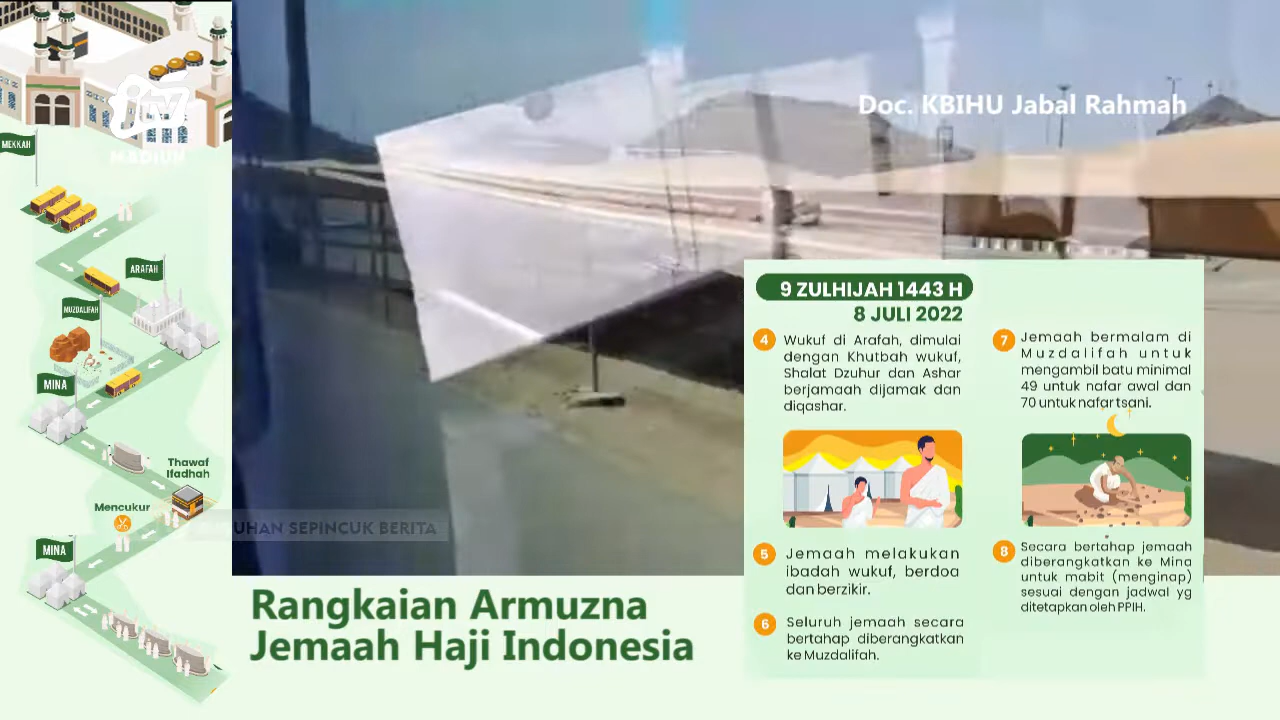 MEKKAH
iTV
MADIUN
ARAFAH
MUZDALIFAH
MINA
Thawaf
Ifadhah
Mencukur
MINA
Doc. KBIHU Jabal Rahmah
9 ZULHIJAH 1443 H
8 JULI 2022
4 Wukuf di Arafah, dimulai
dengan Khutbah wukuf,
Shalat Dzuhur dan Ashar
berjamaah dijamak dan
diqashar.
5 Jemaah melakukan
ibadah wukuf, berdoa
dan berzikir.
6 Seluruh jemaah secara
bertahap diberangkatkan
ke Muzdalifah.
7 Jemaah bermalam di
Muzdalifah untuk
mengambil batu minimal
49 untuk nafar awal dan
70 untuk nafar tsani.
8 Secara bertahap jemaah
diberangkatkan ke Mina
untuk mabit (menginap)
sesuai dengan jadwal yg
ditetapkan oleh PPIH.
UHAN SEPINCUK BERITA
Rangkaian Armuzna
Jemaah Haji Indonesia